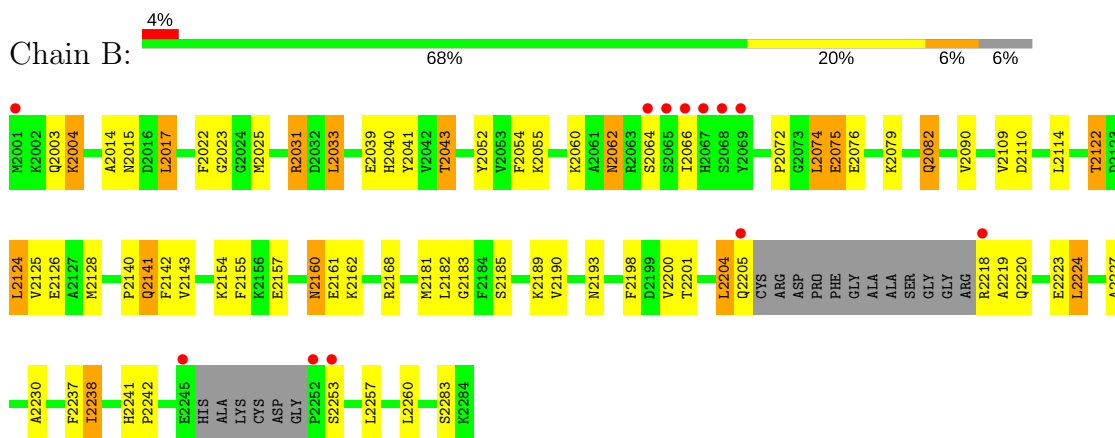 4%
Chain B:
68% 20% 6% 6%
M2001 K2002 Q2003 K2004 A2014 N2015 D2016 L2017 F2022 G2023 G2024 M2025 R2031 D2032 L2033 E2039 H2040 Y2041 V2042 T2043 Y2052 V2053 F2054 K2055 K2060 A2061 N2062 R2063 S2064 S2065 I2066 H2067 S2068 Y2069 P2072 G2073 L2074 E2075 E2076 K2079 Q2082 V2090 V2109 D2110 L2114 T2122
L2124 V2125 E2126 A2127 M2128 P2140 Q2141 F2142 V2143 K2154 F2155 K2156 E2157 N2160 E2161 K2162 R2168 M2181 L2182 G2183 F2184 S2185 K2189 V2190 N2193 F2198 D2199 V2200 T2201 L2204 Q2205 CYS ARG ASP PRO PHE GLY ALA ALA SER GLY GLY ARG R2218 A2219 Q2220 E2223 L2224 A2227
A2230 F2237 I2238 H2241 P2242 E2245 HIS ALA LYS CYS ASP GLY P2252 S2253 L2257 L2260 S2283 K2284